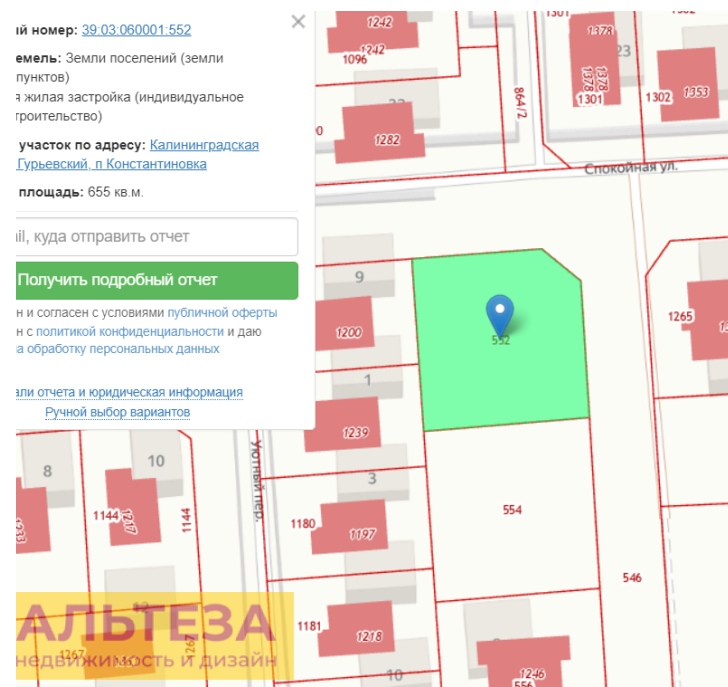 ый номер: 39:03:060001:552
емель: Земли поселений (земли
пунктов)
я жилая застройка (индивидуальное
троительство)
участок по адресу: Калининградская
Гурьевский, п Константиновка
площадь: 655 кв.м.
il, куда отправить отчет
Получить подробный отчет
н и согласен с условиями публичной оферты
н с политикой конфиденциальности и даю
на обработку персональных данных
али отчета и юридическая информация
Ручной выбор вариантов
1242
1242
1096
1282
864/2
1301
1378
23
1378
1378
1301
1302
1353
Спокойная ул.
9
1200
552
1265
1
1239
3
Уютный пер.
8
10
1144
1144
1180
1197
554
546
1181
1218
10
1246
556
1267
1267
АЛЬТЕЗА
недвижимость и дизайн